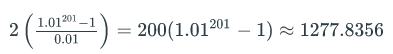 2 ( (1.01^201 − 1) / 0.01 ) = 200(1.01^201 − 1) ≈ 1277.8356